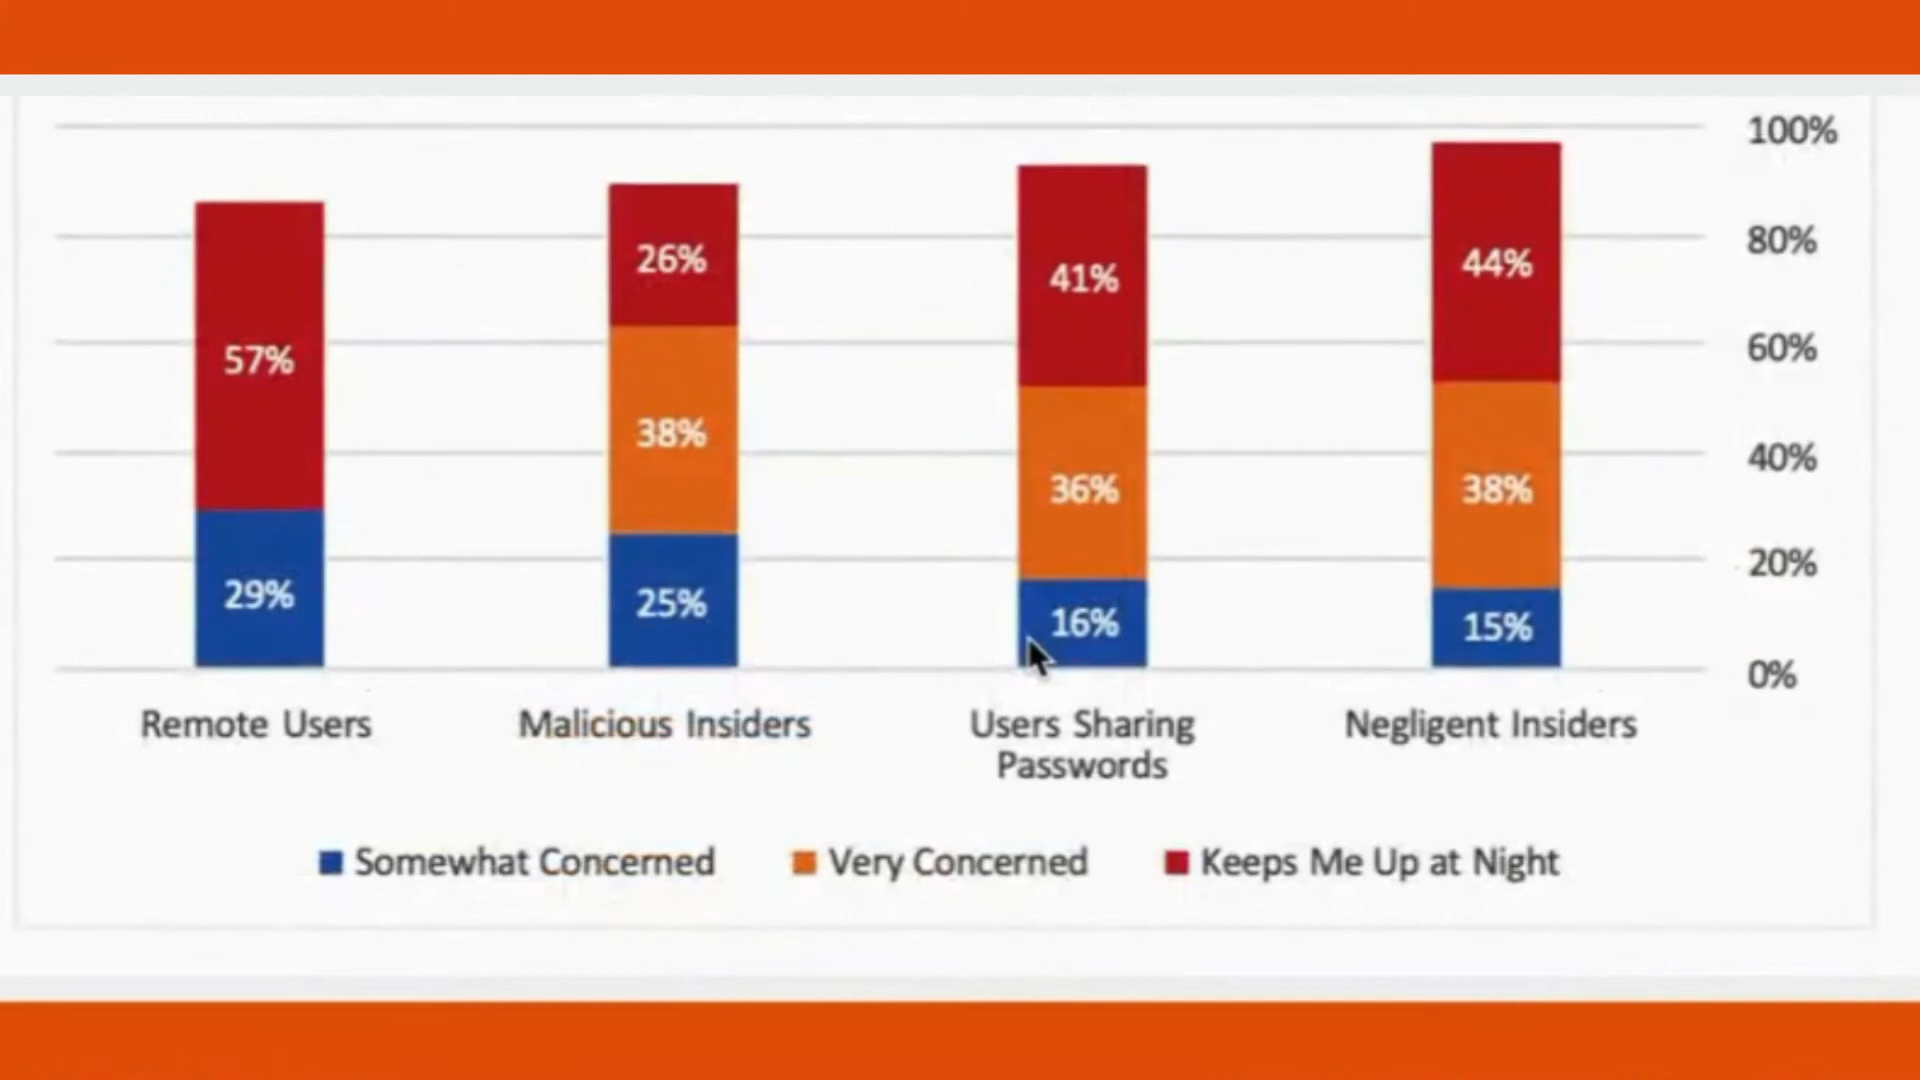 100%
80%
60%
40%
20%
0%
57%
29%
26%
38%
25%
41%
36%
16%
44%
38%
15%
Remote Users
Malicious Insiders
Users Sharing
Passwords
Negligent Insiders
Somewhat Concerned
Very Concerned
Keeps Me Up at Night